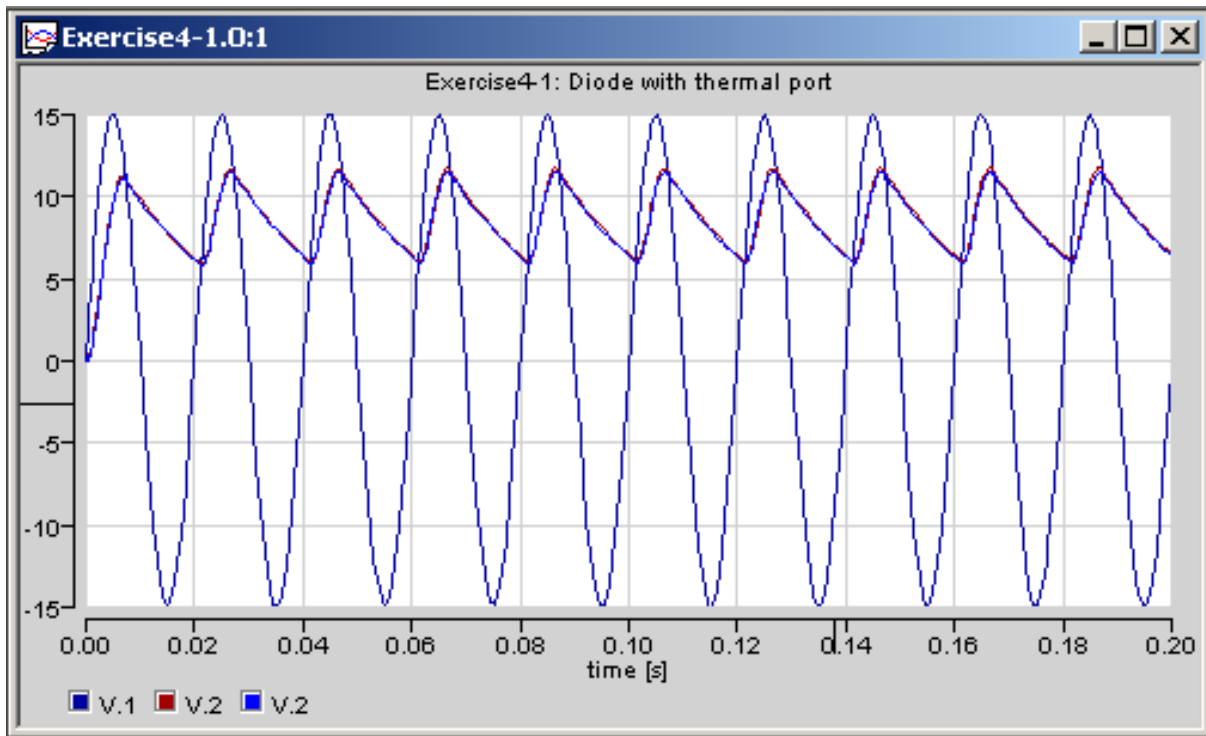 Exercise4-1.0:1
Exercise4-1: Diode with thermal port
15
10
5
0
-5
-10
-15
0.00 0.02 0.04 0.06 0.08 0.10 0.12 0.14 0.16 0.18 0.20
time [s]
V.1 V.2 V.2